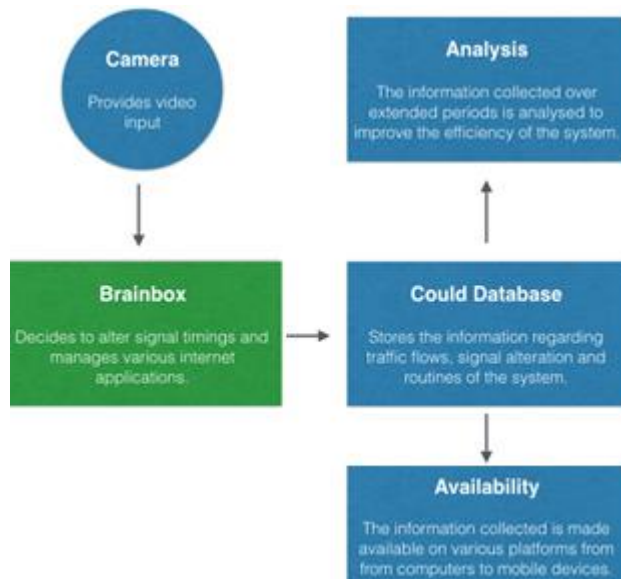 Camera
Provides video
input
Analysis
The information collected over
extended periods is analysed to
improve the efficiency of the system.
Brainbox
Decides to alter signal timings and
manages various internet
applications.
Could Database
Stores the information regarding
traffic flows, signal alteration and
routines of the system.
Availability
The information collected is made
available on various platforms from
from computers to mobile devices.